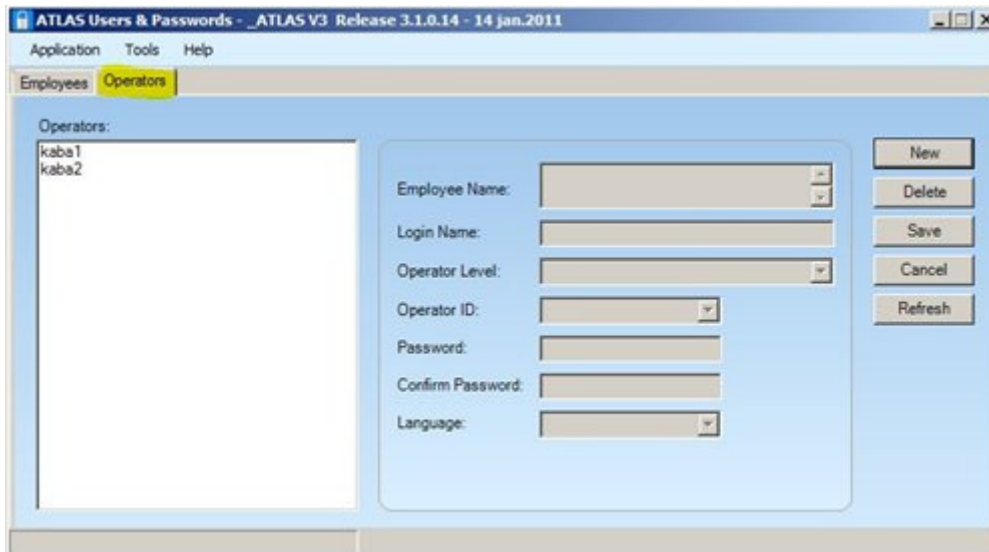 ATLAS Users & Passwords - _ATLAS V3 Release 3.1.0.14 - 14 jan.2011
Application Tools Help
Employees Operators
Operators:
kaba1
kaba2
Employee Name:
Login Name:
Operator Level:
Operator ID:
Password:
Confirm Password:
Language:
New
Delete
Save
Cancel
Refresh